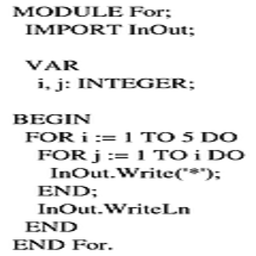 MODULE For;
IMPORT InOut;
VAR
i, j: INTEGER;
BEGIN
FOR i := 1 TO 5 DO
FOR j := 1 TO i DO
InOut.Write('*');
END;
InOut.WriteLn
END
END For.